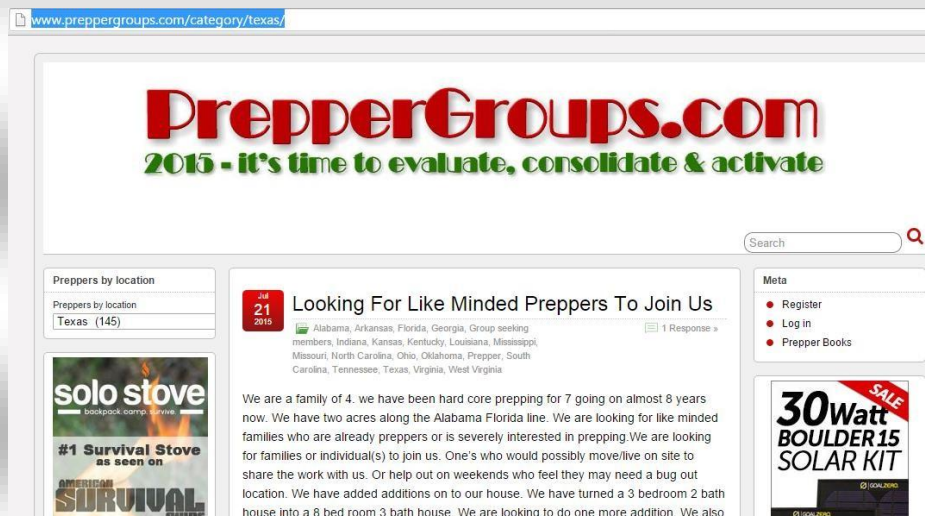 www.preppergroups.com/category/texas/
PrepperGroups.com
2015 - it's time to evaluate, consolidate & activate
Search
Preppers by location
Preppers by location
Texas (145)
solo stove
backpack. camp. survive.
#1 Survival Stove
as seen on
AMERICAN
SURVIVAL
Jul
21
2015
Looking For Like Minded Preppers To Join Us
Alabama, Arkansas, Florida, Georgia, Group seeking
members, Indiana, Kansas, Kentucky, Louisiana, Mississippi,
Missouri, North Carolina, Ohio, Oklahoma, Prepper, South
Carolina, Tennessee, Texas, Virginia, West Virginia
1 Response »
We are a family of 4. we have been hard core prepping for 7 going on almost 8 years
now. We have two acres along the Alabama Florida line. We are looking for like minded
families who are already preppers or is severely interested in prepping.We are looking
for families or individual(s) to join us. One's who would possibly move/live on site to
share the work with us. Or help out on weekends who feel they may need a bug out
location. We have added additions on to our house. We have turned a 3 bedroom 2 bath
house into a 8 bed room 3 bath house. We are looking to do one more addition. We also
Meta
Register
Log in
Prepper Books
SALE
30Watt
BOULDER 15
SOLAR KIT
GOALZERO
GOALZERO